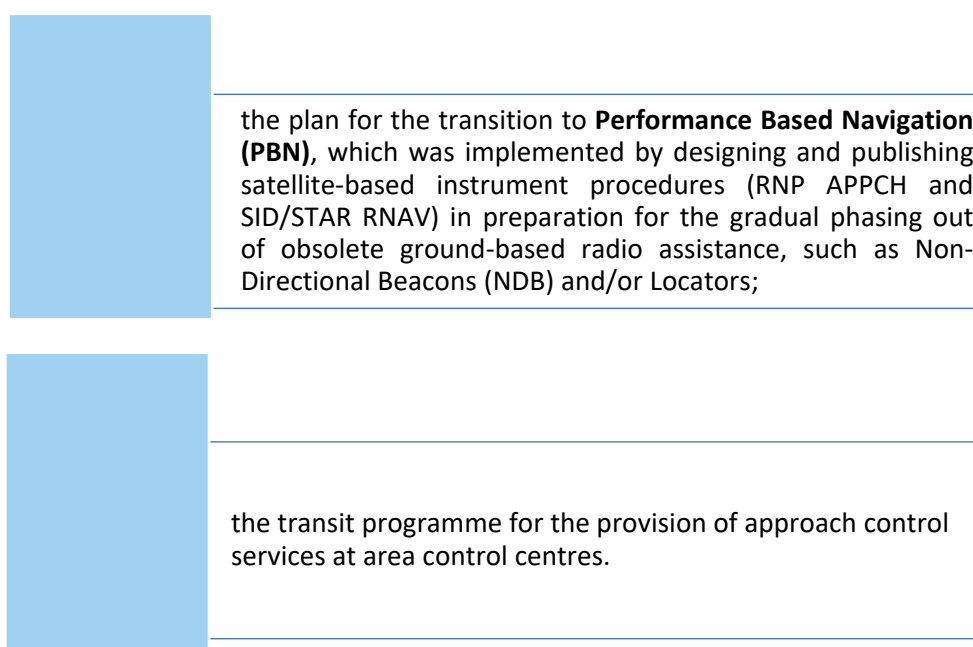 the plan for the transition to Performance Based Navigation
(PBN), which was implemented by designing and publishing
satellite-based instrument procedures (RNP APPCH and
SID/STAR RNAV) in preparation for the gradual phasing out
of obsolete ground-based radio assistance, such as Non-
Directional Beacons (NDB) and/or Locators;
the transit programme for the provision of approach control
services at area control centres.